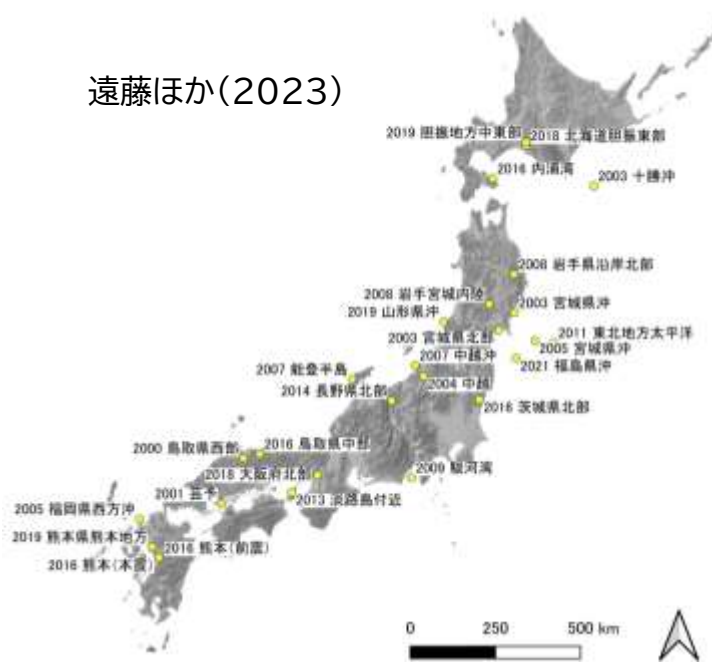 遠藤ほか(2023)
2019 胆振地方中東部
2018 北海道胆振東部
2016 内浦湾
2003 十勝沖
2008 岩手県沿岸北部
2008 岩手宮城内陸
2003 宮城県沖
2019 山形県沖
2003 宮城県北部
2011 東北地方太平洋
2005 宮城県沖
2007 中越沖
2021 福島県沖
2007 能登半島
2004 中越
2014 長野県北部
2016 茨城県北部
2000 鳥取県西部
2016 鳥取県中部
2018 大阪府北部
2009 駿河湾
2001 芸予
2013 淡路島付近
2005 福岡県西方沖
2019 熊本県熊本地方
2016 熊本(前震)
2016 熊本(本震)
0 250 500 km